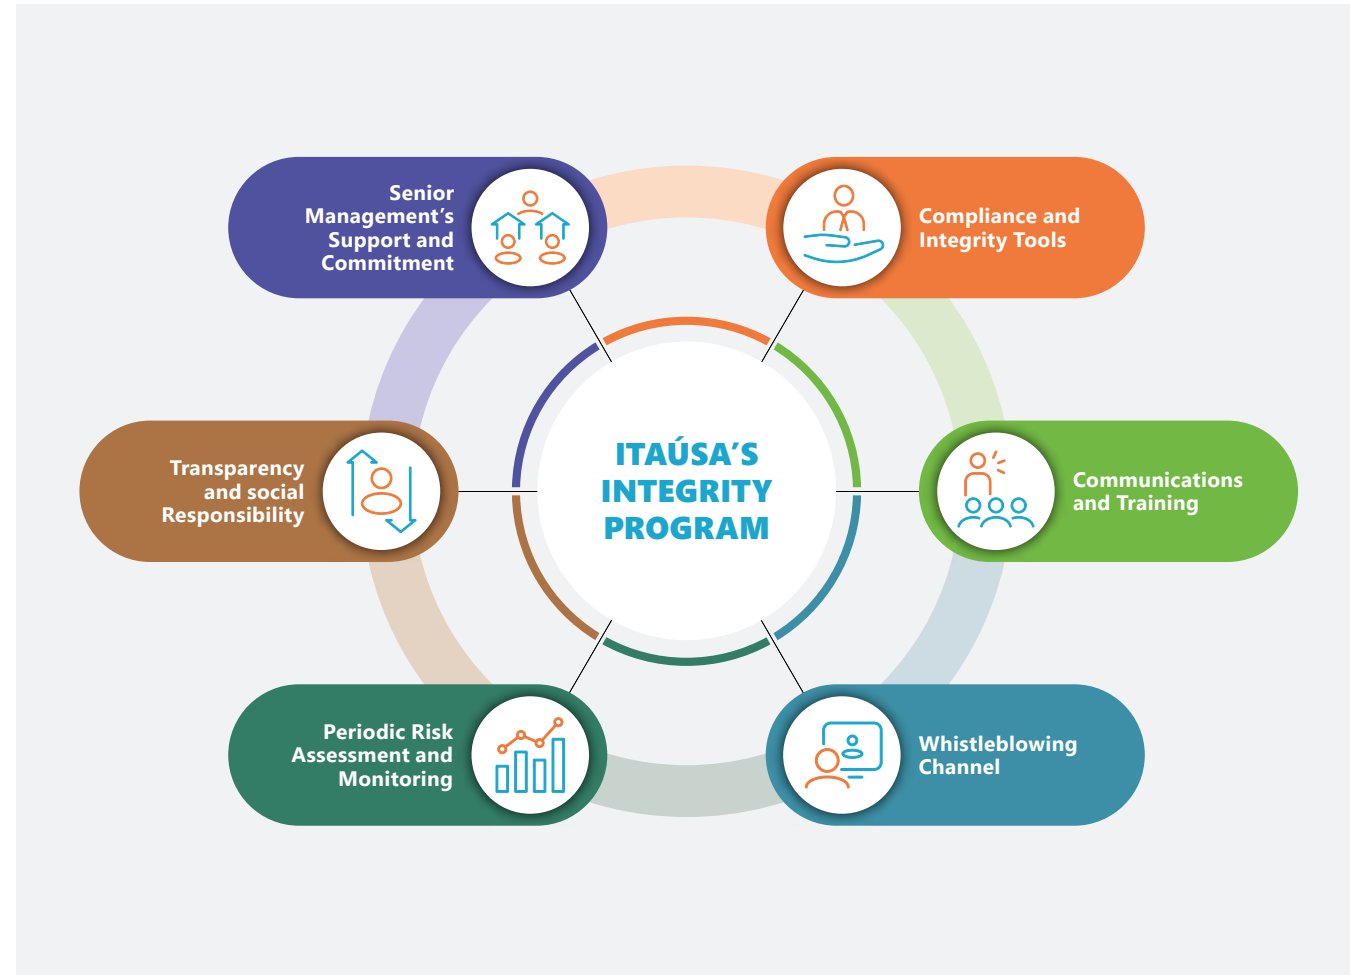 Senior
Management’s
Support and
Commitment
Compliance and
Integrity Tools
Transparency
and social
Responsibility
ITAÚSA’S
INTEGRITY
PROGRAM
Communications
and Training
Periodic Risk
Assessment and
Monitoring
Whistleblowing
Channel